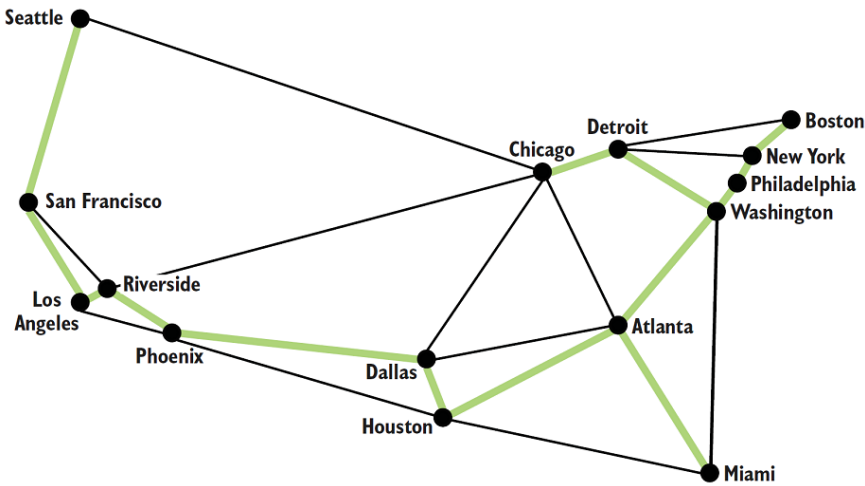 Seattle
Boston
Detroit
Chicago
New York
Philadelphia
San Francisco
Washington
Riverside
Los
Angeles
Atlanta
Phoenix
Dallas
Houston
Miami